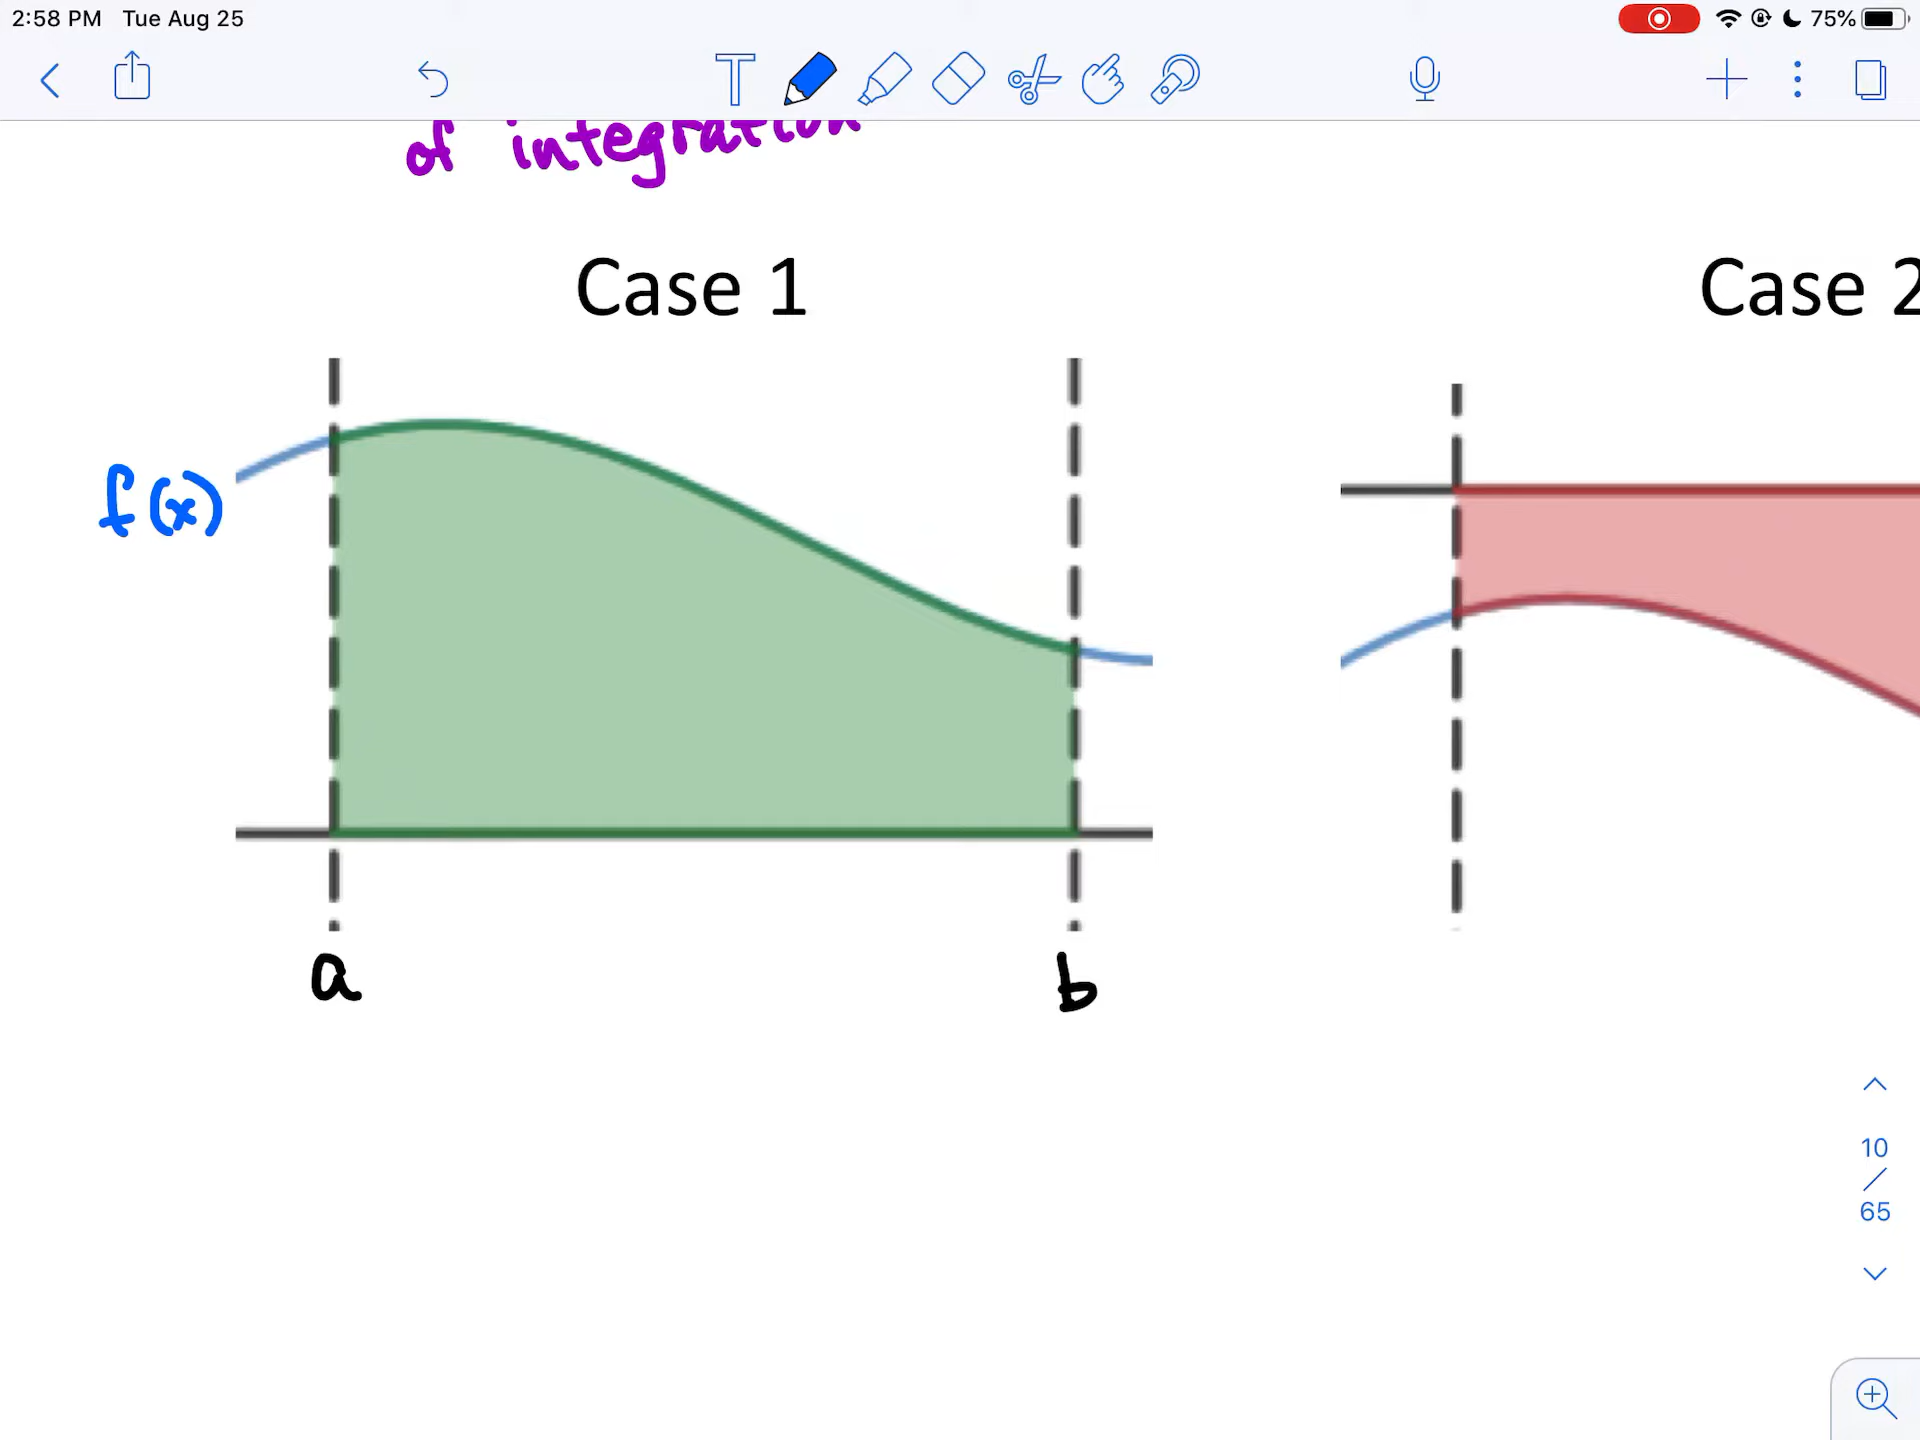 2:58 PM Tue Aug 25
75%
T
of integration
Case 1
Case 2
f(x)
a
b
10
/
65